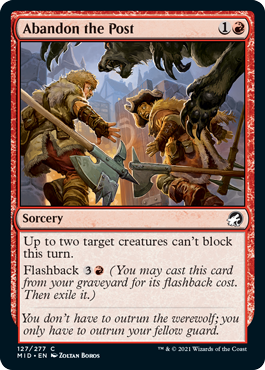 Abandon the Post 1
Sorcery
Up to two target creatures can't block
this turn.
Flashback 3 (You may cast this card
from your graveyard for its flashback cost.
Then exile it.)
You don't have to outrun the werewolf; you
only have to outrun your fellow guard.
127/277 C
MID • EN ZOLTAN BOROS
™ & © 2021 Wizards of the Coast